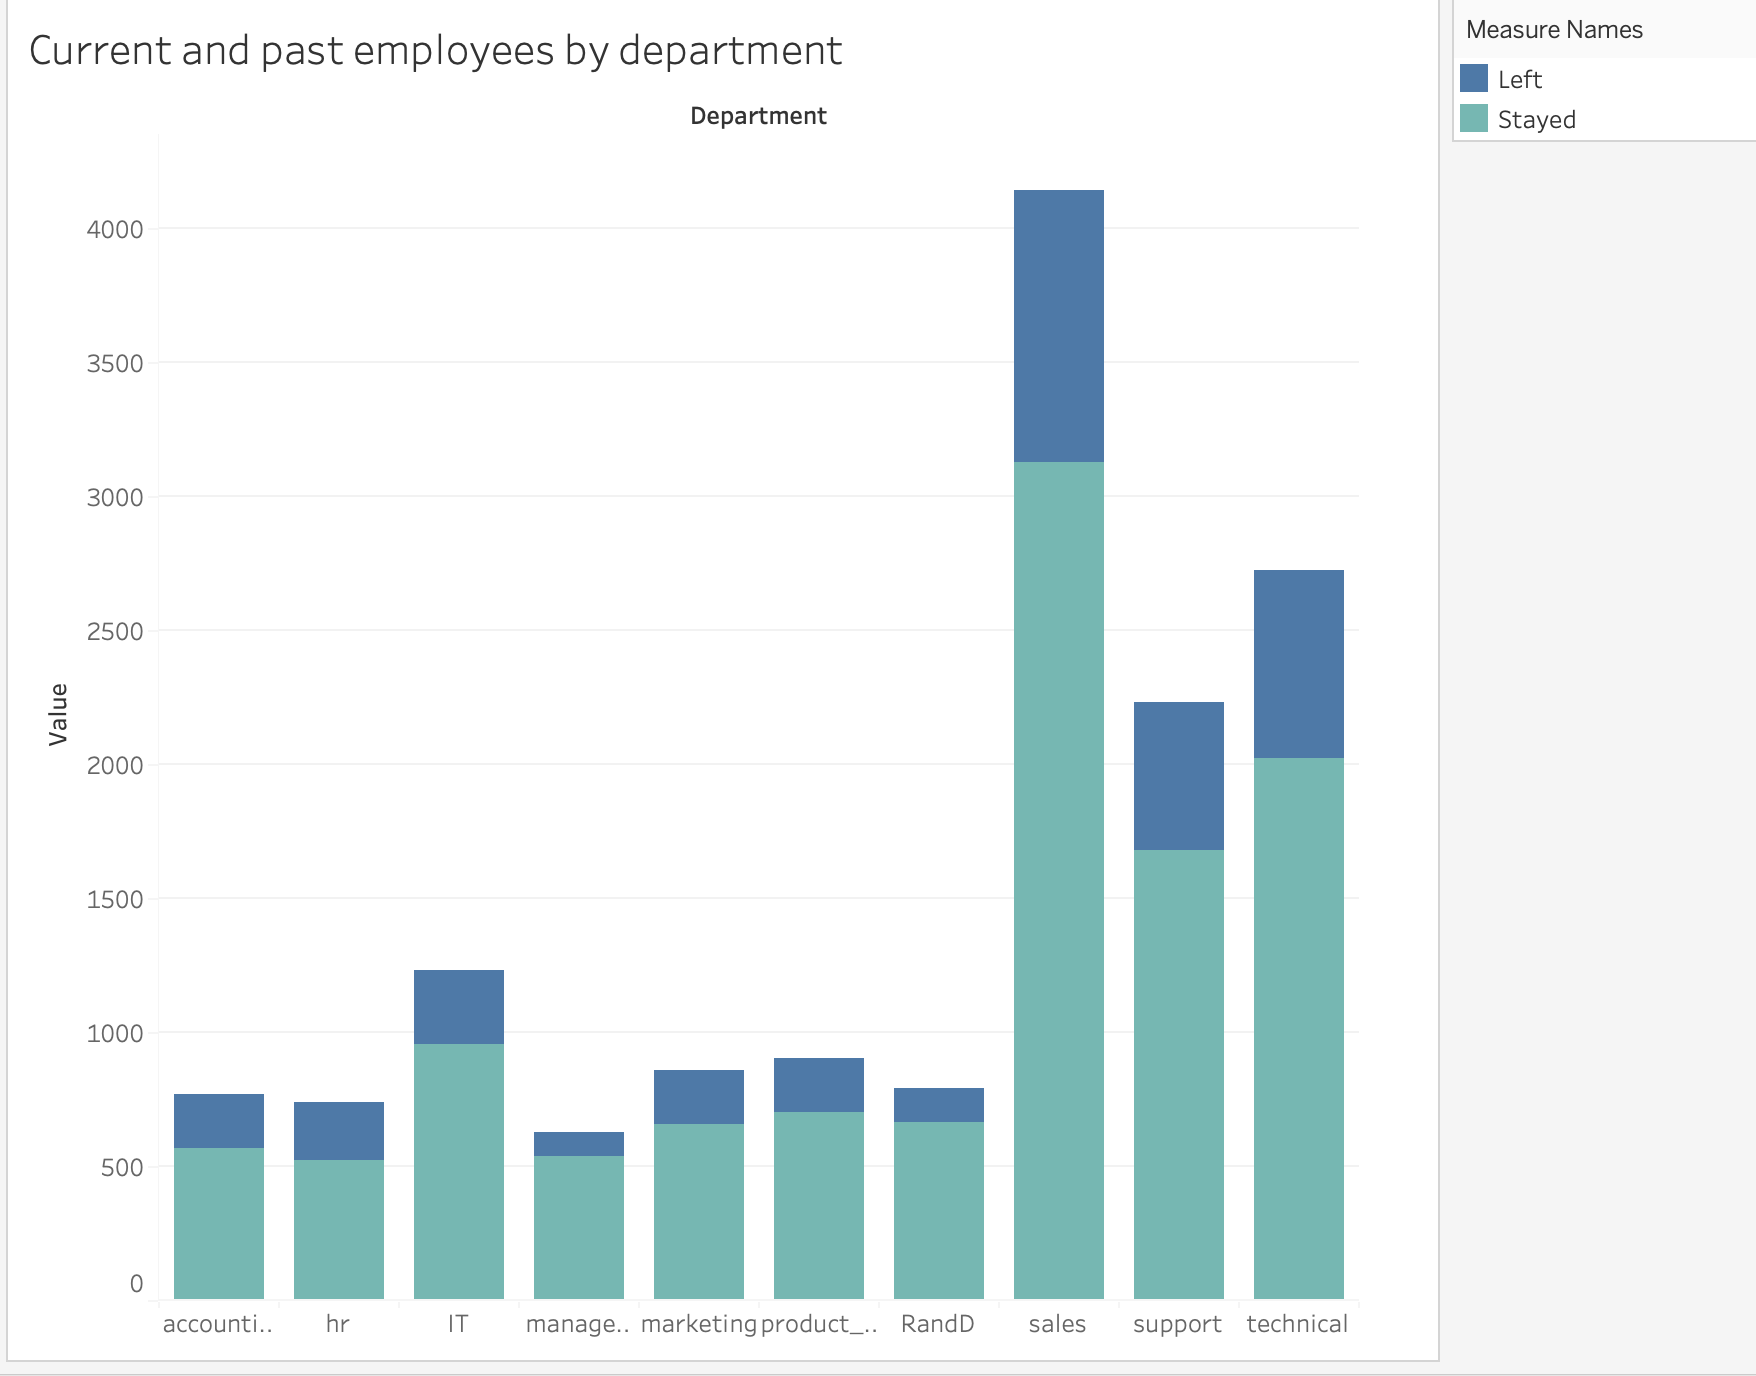 Current and past employees by department
Measure Names
Left
Stayed
Department
4000
3500
3000
2500
2000
1500
1000
500
0
Value
accounti.. hr IT manage.. marketing product_.. RandD sales support technical